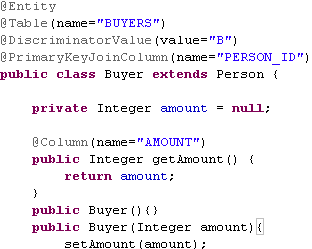 @Entity
@Table(name="BUYERS")
@DiscriminatorValue(value="B")
@PrimaryKeyJoinColumn(name="PERSON_ID")
public class Buyer extends Person {
private Integer amount = null;
@Column(name="AMOUNT")
public Integer getAmount() {
return amount;
}
public Buyer(){}
public Buyer(Integer amount){
setAmount(amount);